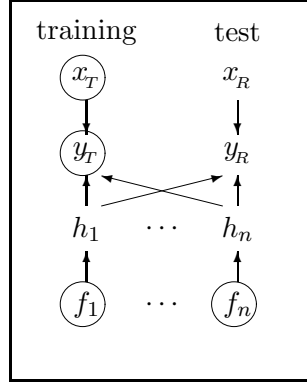 training test
x_T x_R
y_T y_R
h_1 ⋯ h_n
f_1 ⋯ f_n